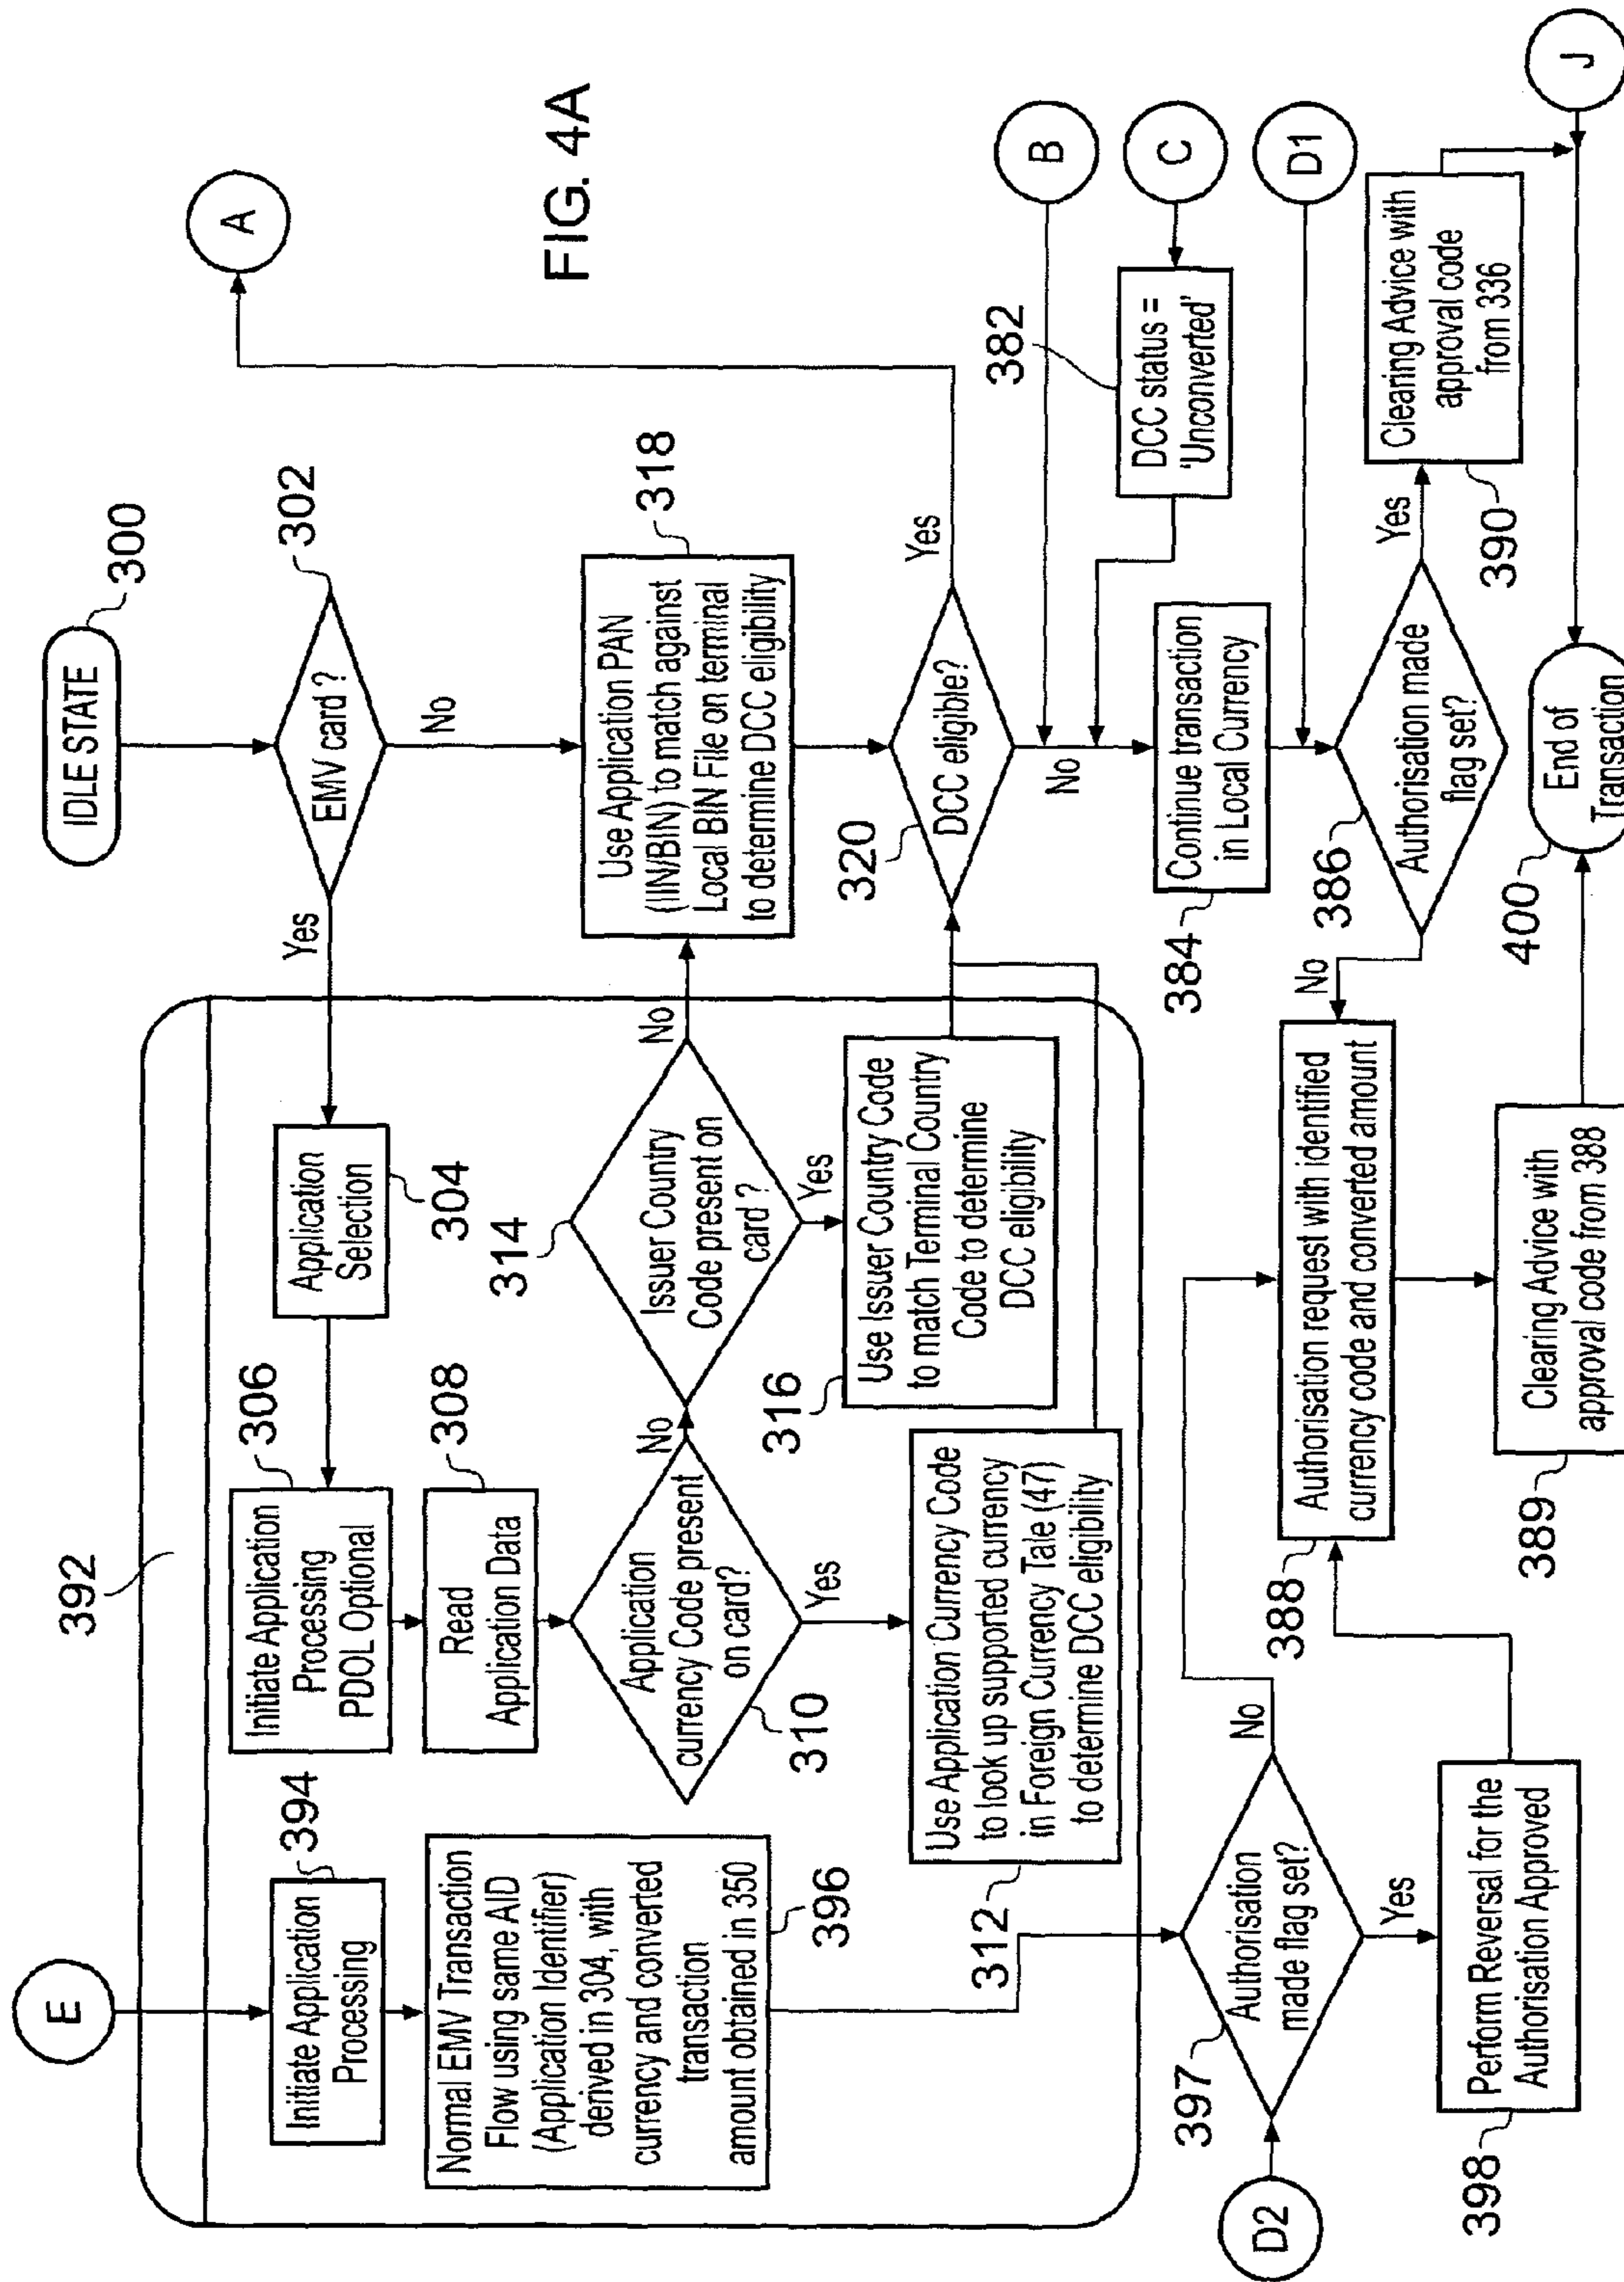 FIG. 4A
IDLE STATE
300
302
EMV card ?
Yes
No
A
E
392
394
Initiate Application
Processing
306
Initiate Application
Processing
PDOL Optional
Application
Selection
304
Normal EMV Transaction
Flow using same AID
(Application Identifier)
derived in 304, with
currency and converted
transaction
amount obtained in 350
396
308
Read
Application Data
Application
currency Code present
on card?
310
No
Yes
314
Issuer Country
Code present on
card ?
No
Yes
Use Application PAN
(IIN/BIN) to match against
Local BIN File on terminal
to determine DCC eligibility
318
316
Use Issuer Country Code
to match Terminal Country
Code to determine
DCC eligibility
312
Use Application Currency Code
to look up supported currency
in Foreign Currency Tale (47)
to determine DCC eligibility
320
DCC eligible?
Yes
No
B
C
D1
382
DCC status =
'Unconverted'
384
Continue transaction
in Local Currency
386
Authorisation made
flag set?
Yes
No
390
Clearing Advice with
approval code
from 336
J
D2
397
Authorisation
made flag set?
No
Yes
398
Perform Reversal for the
Authorisation Approved
388
Authorisation request with identified
currency code and converted amount
389
Clearing Advice with
approval code from 388
400
End of
Transaction